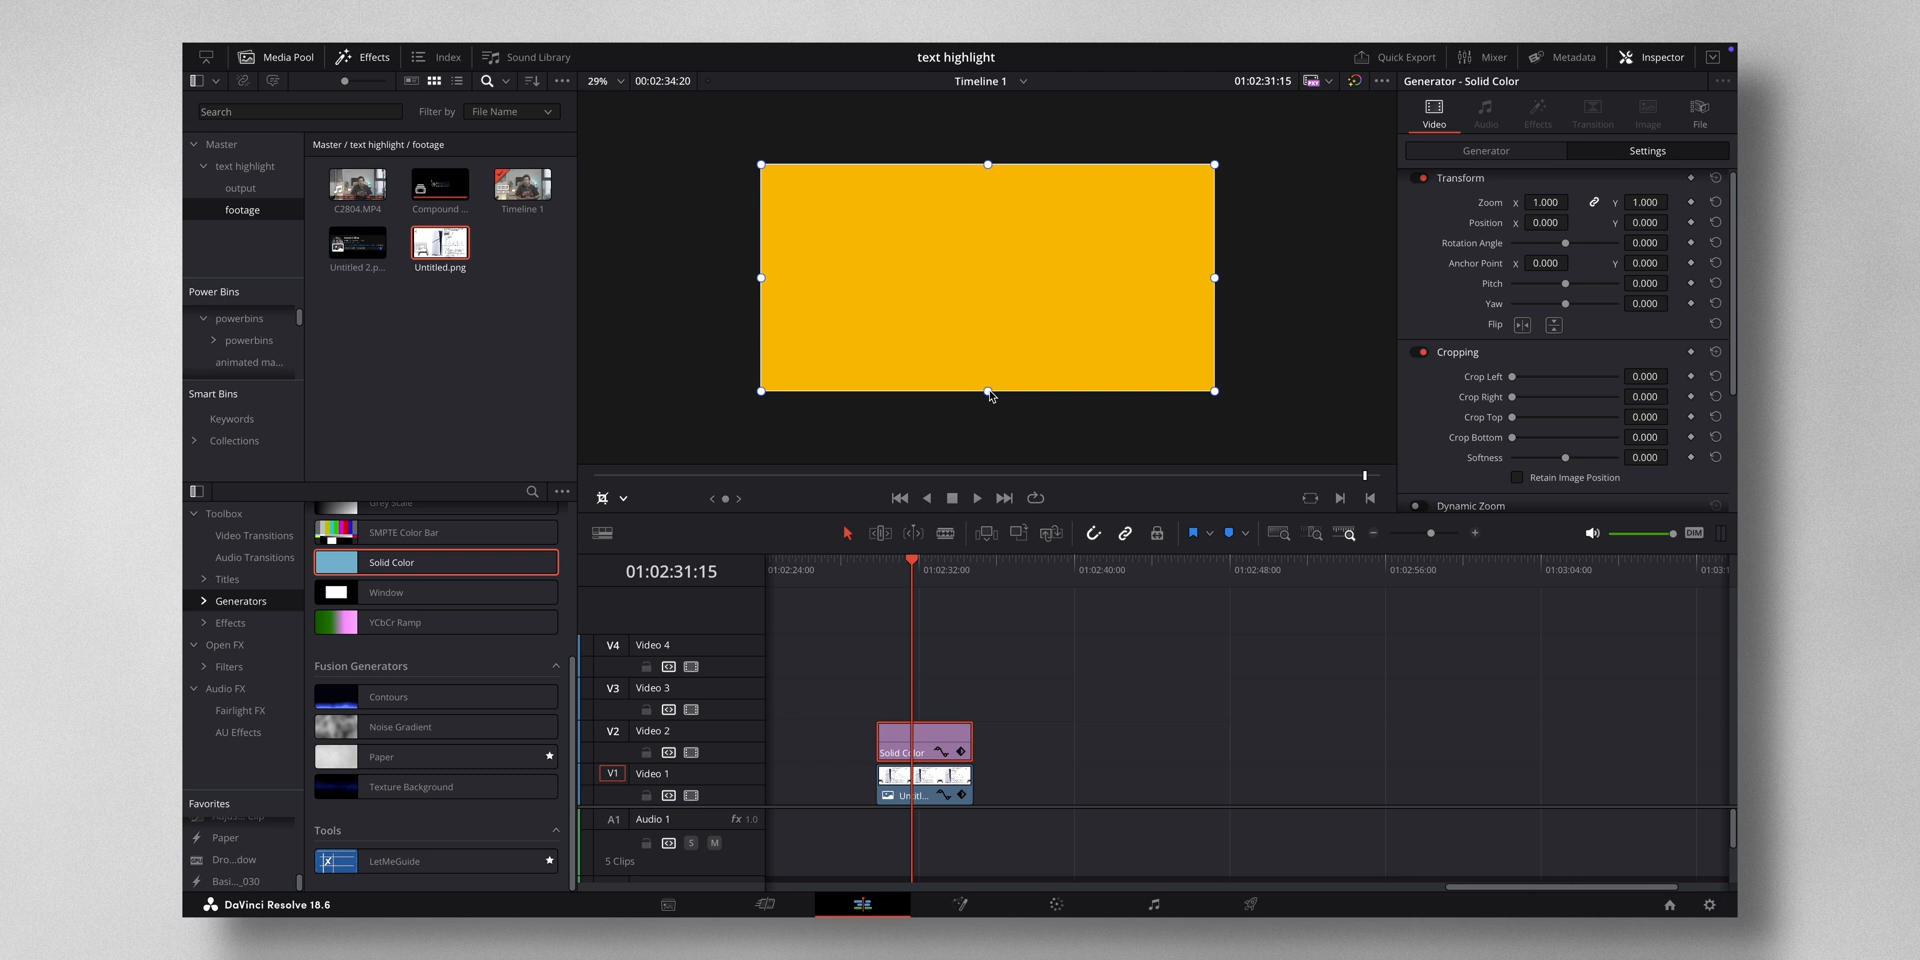 Media Pool
Effects
Index
Sound Library
text highlight
Quick Export
Mixer
Metadata
Inspector
29%
00:02:34:20
Timeline 1
01:02:31:15
Generator - Solid Color
Search
Filter by
File Name
Video
Audio
Effects
Transition
Image
File
Master
Master / text highlight / footage
Generator
Settings
text highlight
output
footage
C2804.MP4
Compound ...
Timeline 1
Untitled 2.p...
Untitled.png
Transform
Zoom X 1.000 Y 1.000
Position X 0.000 Y 0.000
Rotation Angle 0.000
Anchor Point X 0.000 Y 0.000
Pitch 0.000
Yaw 0.000
Flip
Cropping
Crop Left 0.000
Crop Right 0.000
Crop Top 0.000
Crop Bottom 0.000
Softness 0.000
Retain Image Position
Dynamic Zoom
Power Bins
powerbins
powerbins
animated ma...
Smart Bins
Keywords
Collections
Toolbox
Video Transitions
Audio Transitions
Titles
Generators
Effects
Open FX
Filters
Audio FX
Fairlight FX
AU Effects
Favorites
Paper
Dro...dow
Basi..._030
Grey Scale
SMPTE Color Bar
Solid Color
Window
YCbCr Ramp
Fusion Generators
Contours
Noise Gradient
Paper
Texture Background
Tools
LetMeGuide
DIM
01:02:31:15
01:02:24:00
01:02:32:00
01:02:40:00
01:02:48:00
01:02:56:00
01:03:04:00
01:03:1
V4 Video 4
V3 Video 3
V2 Video 2
Solid Color
V1 Video 1
Untitl...
A1 Audio 1 fx 1.0
S M
5 Clips
DaVinci Resolve 18.6